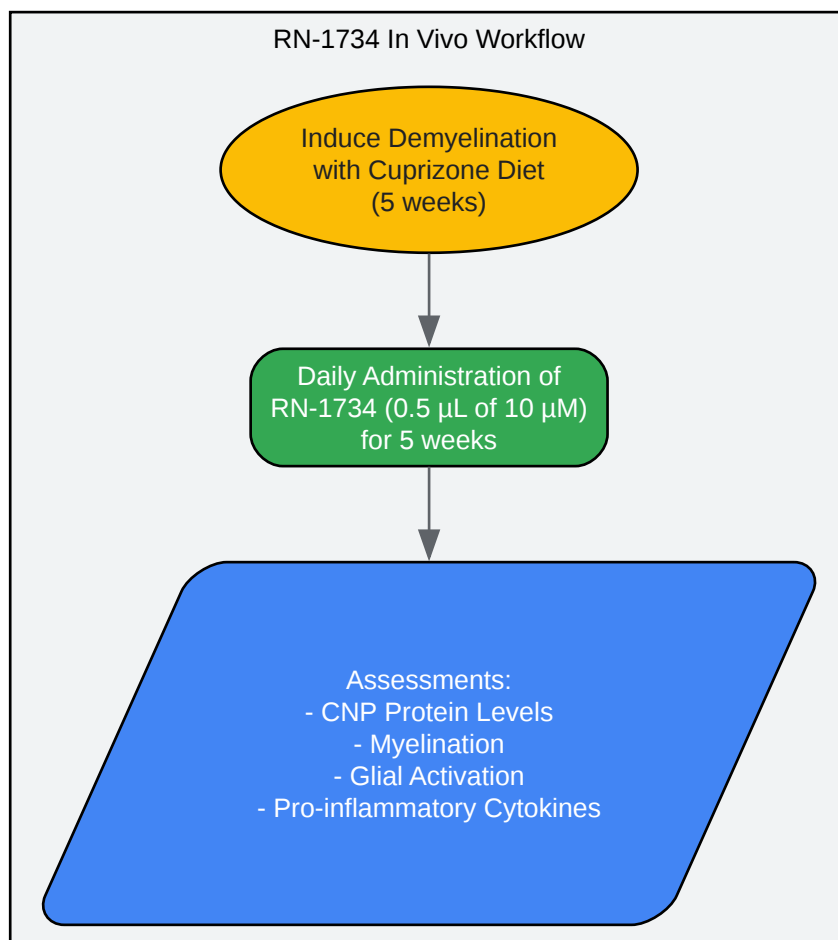 RN-1734 In Vivo Workflow
Induce Demyelination
with Cuprizone Diet
(5 weeks)
Daily Administration of
RN-1734 (0.5 µL of 10 µM)
for 5 weeks
Assessments:
- CNP Protein Levels
- Myelination
- Glial Activation
- Pro-inflammatory Cytokines